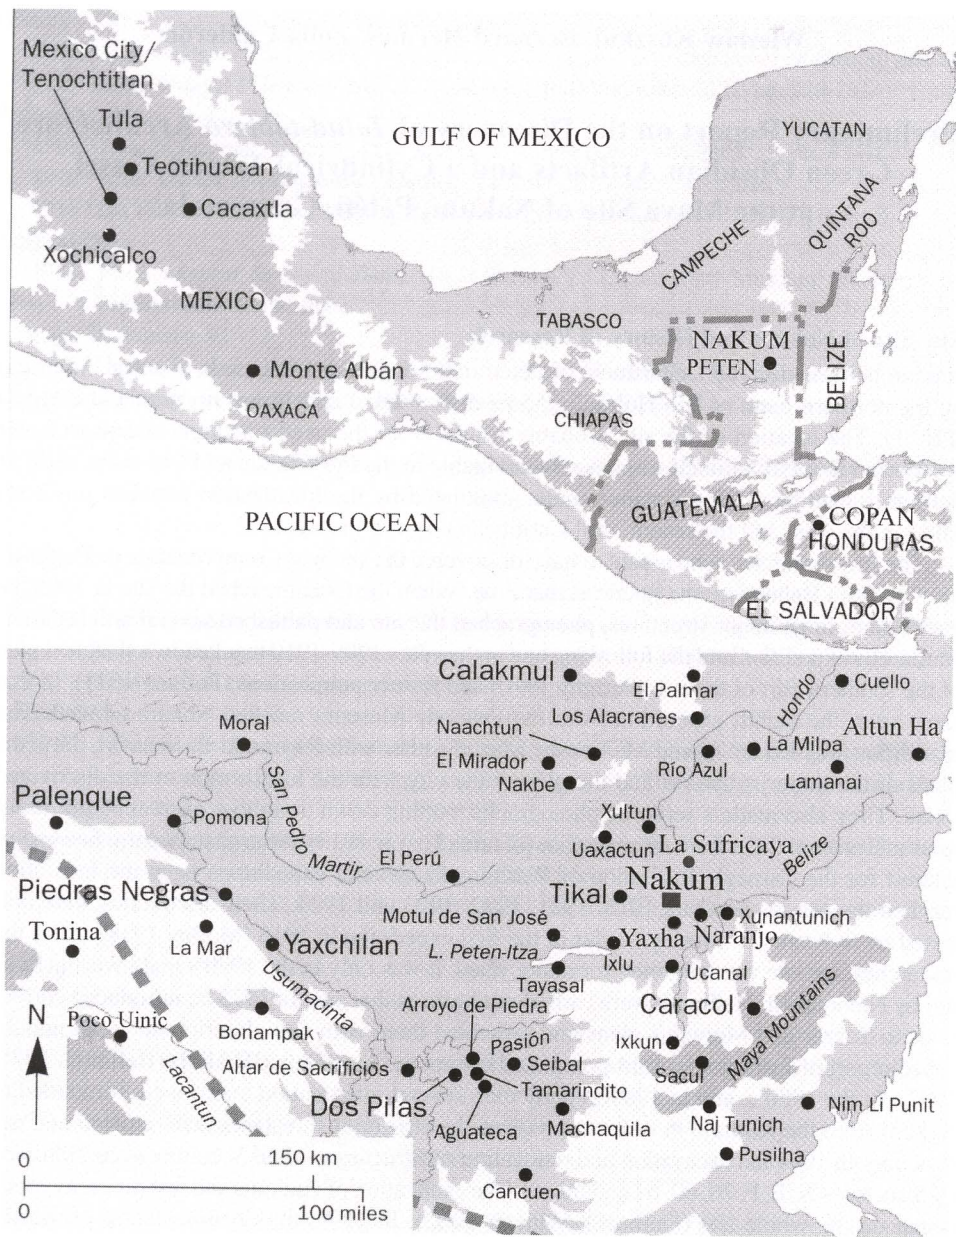 Mexico City/
Tenochtitlan
Tula
Teotihuacan
Cacaxtla
Xochicalco
GULF OF MEXICO
YUCATAN
QUINTANA
ROO
CAMPECHE
MEXICO
TABASCO
NAKUM
PETEN
BELIZE
Monte Albán
OAXACA
CHIAPAS
GUATEMALA
PACIFIC OCEAN
COPAN
HONDURAS
EL SALVADOR
Calakmul
El Palmar
Cuello
Hondo
Los Alacranes
Altun Ha
Naachtun
Moral
La Milpa
El Mirador
Río Azul
Lamanai
Nakbe
San Pedro
Martir
Palenque
Pomona
Xultun
Uaxactun
La Sufricaya
Belize
El Perú
Nakum
Tikal
Piedras Negras
Motul de San José
Xunantunich
Tonina
La Mar
Yaxchilan
Yaxha
Naranjo
L. Peten-Itza
Ixlu
Ucanal
Tayasal
Usumacinta
Arroyo de Piedra
Caracol
Maya Mountains
N
Poco Uinic
Bonampak
Pasión
Ixkun
Seibal
Altar de Sacrificios
Sacul
Lacantun
Tamarindito
Dos Pilas
Nim Li Punit
Aguateca
Machaquila
Naj Tunich
Pusilha
0
150 km
Cancuen
0
100 miles